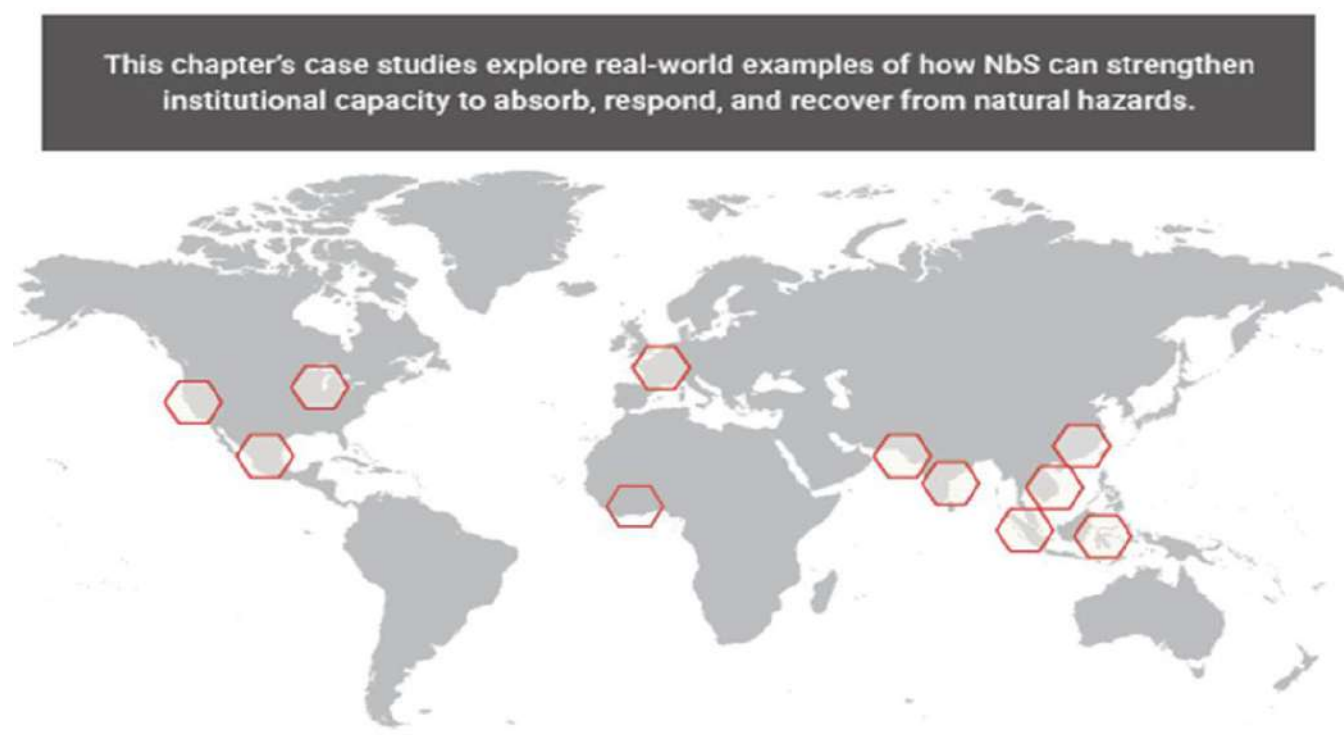 This chapter's case studies explore real-world examples of how NbS can strengthen
institutional capacity to absorb, respond, and recover from natural hazards.